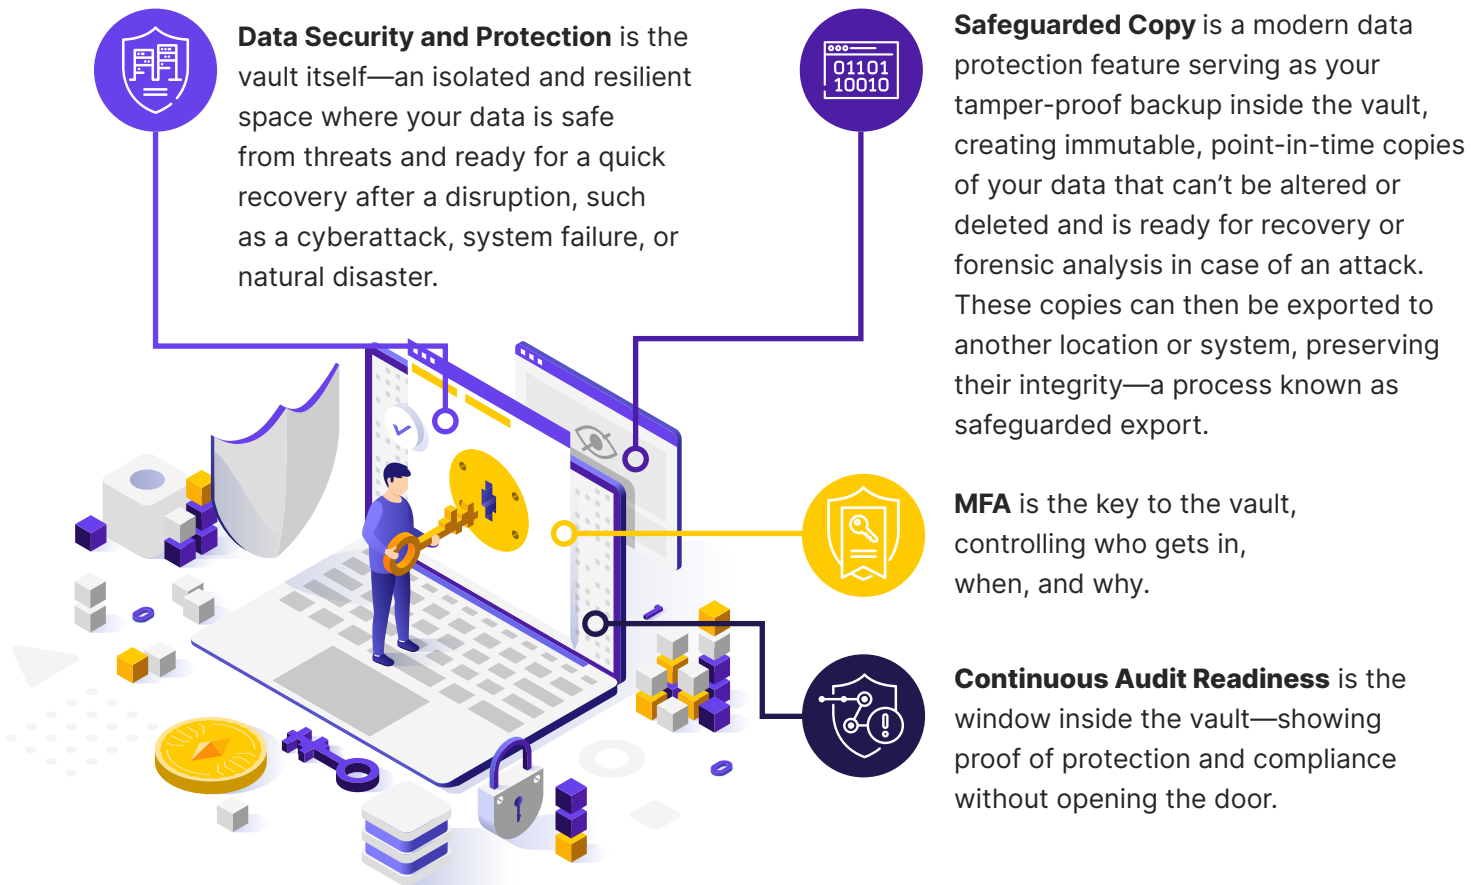 Data Security and Protection is the
vault itself—an isolated and resilient
space where your data is safe
from threats and ready for a quick
recovery after a disruption, such
as a cyberattack, system failure, or
natural disaster.
01101
10010
Safeguarded Copy is a modern data
protection feature serving as your
tamper-proof backup inside the vault,
creating immutable, point-in-time copies
of your data that can’t be altered or
deleted and is ready for recovery or
forensic analysis in case of an attack.
These copies can then be exported to
another location or system, preserving
their integrity—a process known as
safeguarded export.
MFA is the key to the vault,
controlling who gets in,
when, and why.
Continuous Audit Readiness is the
window inside the vault—showing
proof of protection and compliance
without opening the door.